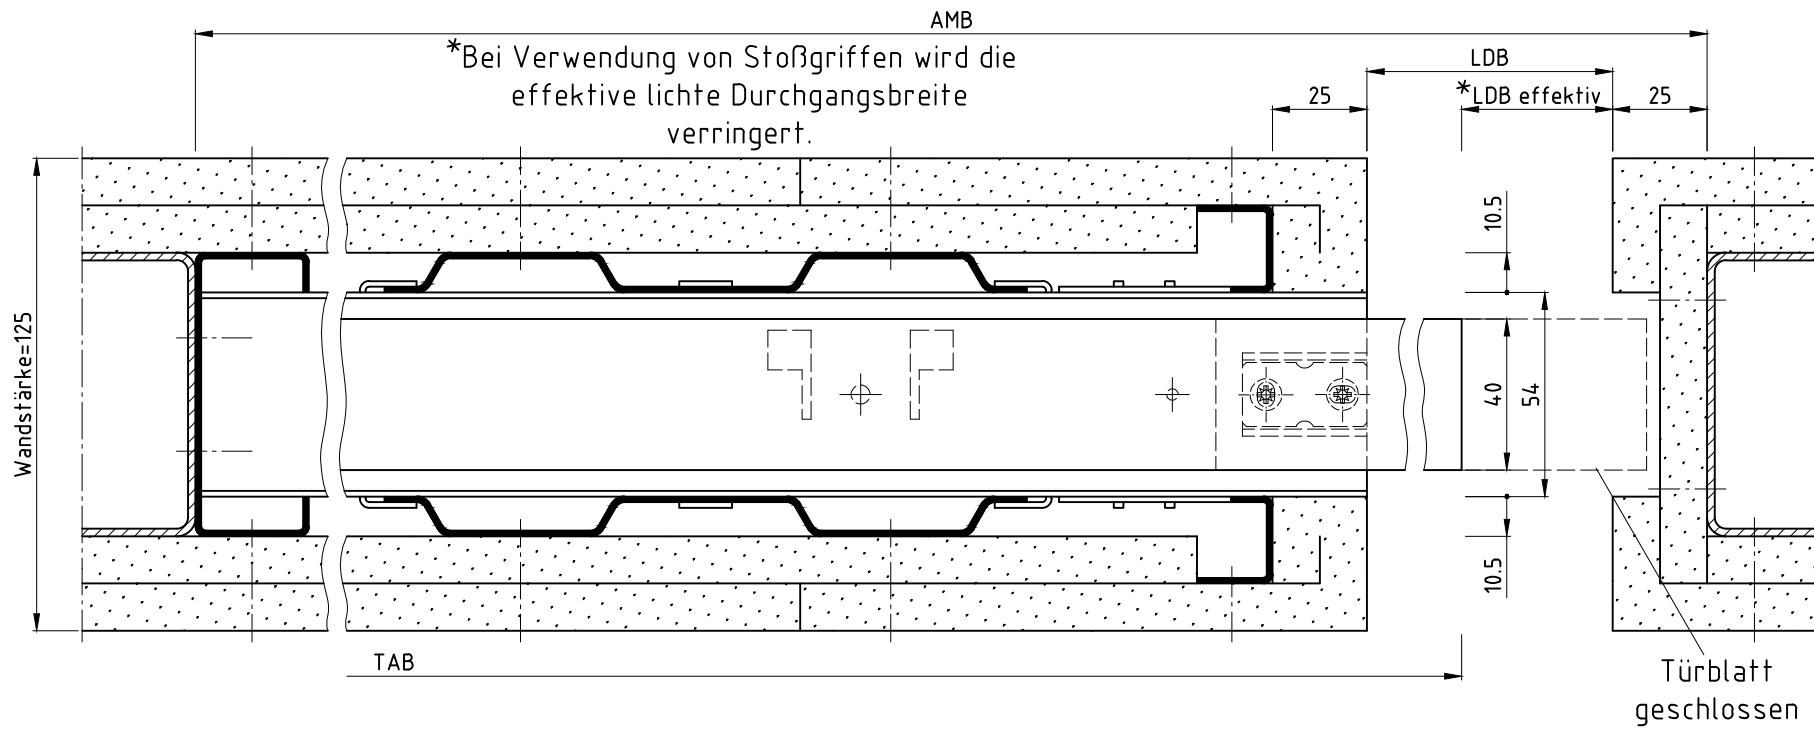 AMB
*Bei Verwendung von Stoßgriffen wird die
effektive lichte Durchgangsbreite
verringert.
LDB
*LDB effektiv
25
25
10.5
Wandstärke=125
40
54
10.5
TAB
Türblatt
geschlossen